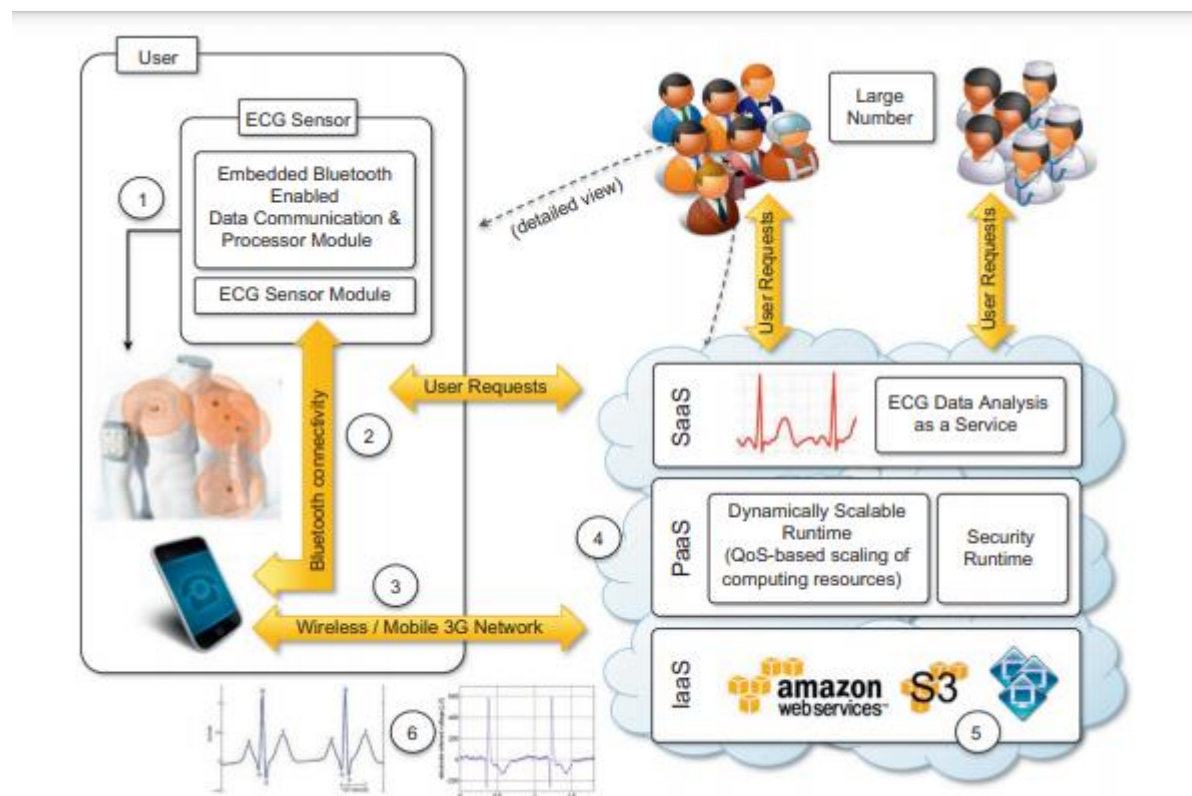 User
ECG Sensor
Embedded Bluetooth
Enabled
Data Communication &
Processor Module
ECG Sensor Module
1
(detailed view)
Large
Number
User Requests
User Requests
User Requests
Bluetooth connectivity
2
3
Wireless / Mobile 3G Network
SaaS
ECG Data Analysis
as a Service
4
PaaS
Dynamically Scalable
Runtime
(QoS-based scaling of
computing resources)
Security
Runtime
IaaS
amazon
webservices™
S3
5
6